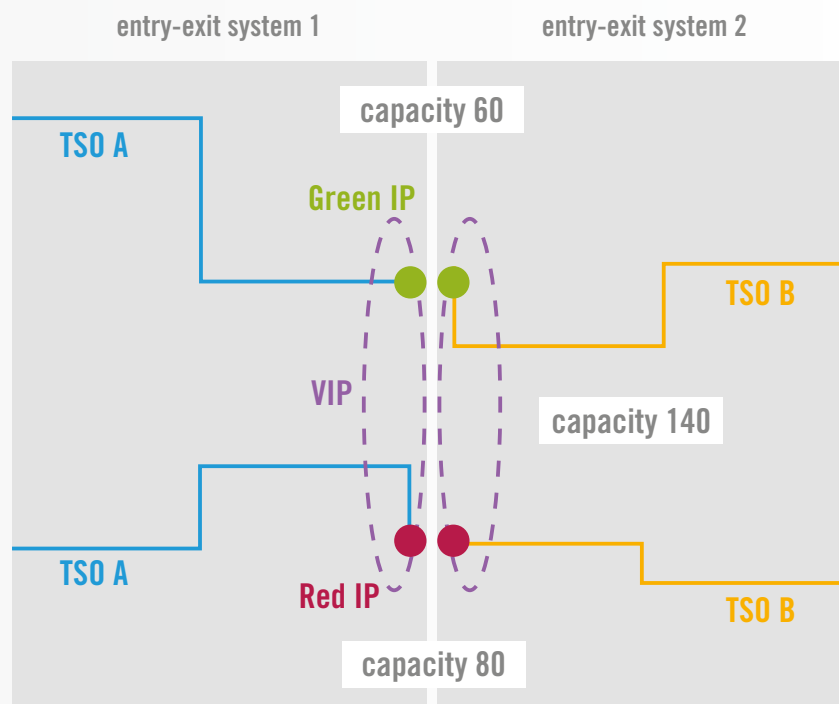 entry-exit system 1
entry-exit system 2
capacity 60
TSO A
Green IP
TSO B
VIP
capacity 140
TSO A
Red IP
TSO B
capacity 80